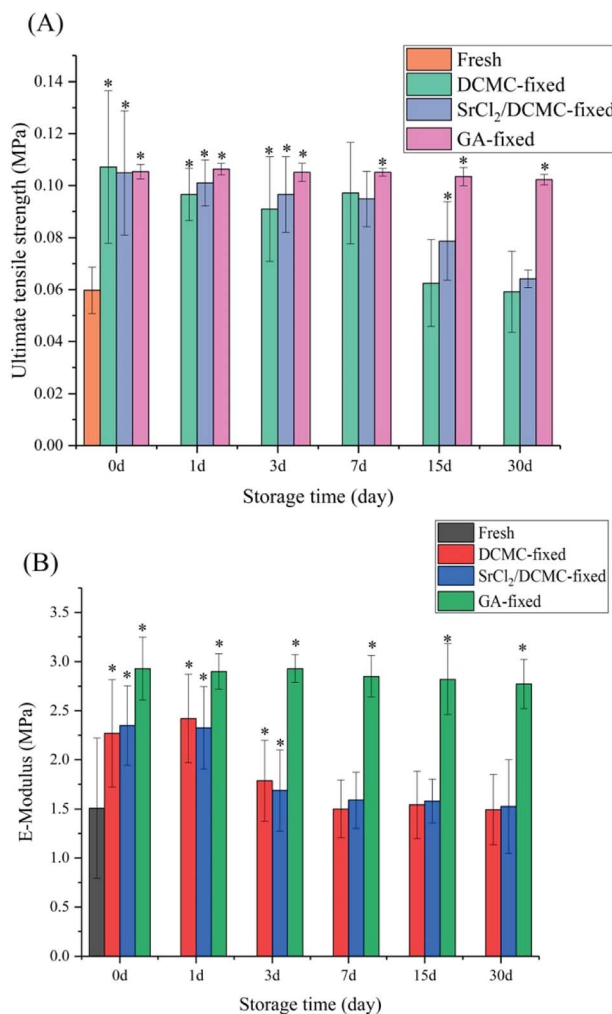 (A)
Fresh
DCMC-fixed
SrCl₂/DCMC-fixed
GA-fixed
Ultimate tensile strength (MPa)
0.14
0.12
0.10
0.08
0.06
0.04
0.02
0.00
* * *
* * *
* * *
*
* *
*
0d 1d 3d 7d 15d 30d
Storage time (day)
(B)
Fresh
DCMC-fixed
SrCl₂/DCMC-fixed
GA-fixed
E-Modulus (MPa)
3.5
3.0
2.5
2.0
1.5
1.0
0.5
0.0
* * *
* * *
* * *
*
*
*
0d 1d 3d 7d 15d 30d
Storage time (day)